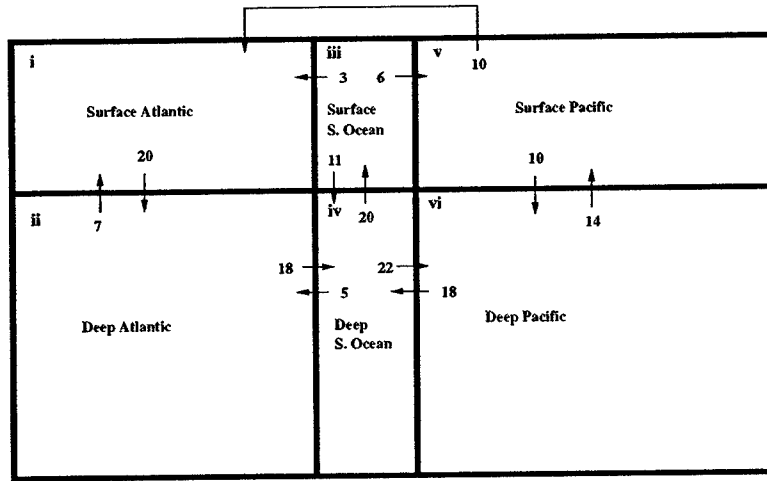 i
iii
v
10
3
6
Surface Atlantic
Surface
S. Ocean
Surface Pacific
20
11
10
ii
7
iv
20
vi
14
18
22
5
18
Deep Atlantic
Deep
S. Ocean
Deep Pacific